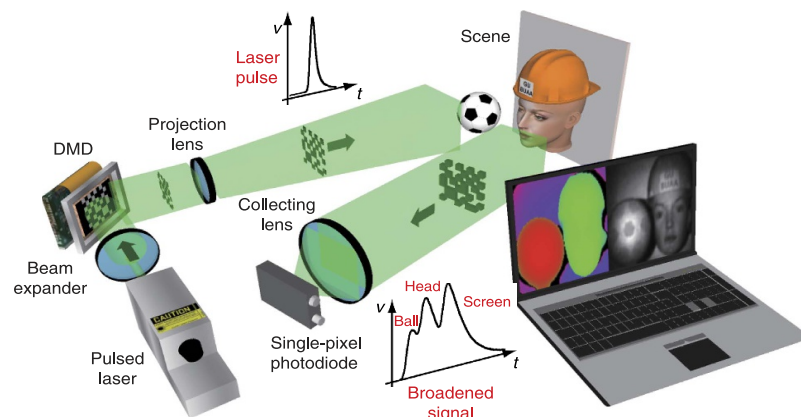 v
Laser
pulse
t
Scene
GU
DMD
Projection
lens
Collecting
lens
Beam
expander
CAUTION
Pulsed
laser
Single-pixel
photodiode
v
Ball
Head
Screen
t
Broadened
signal